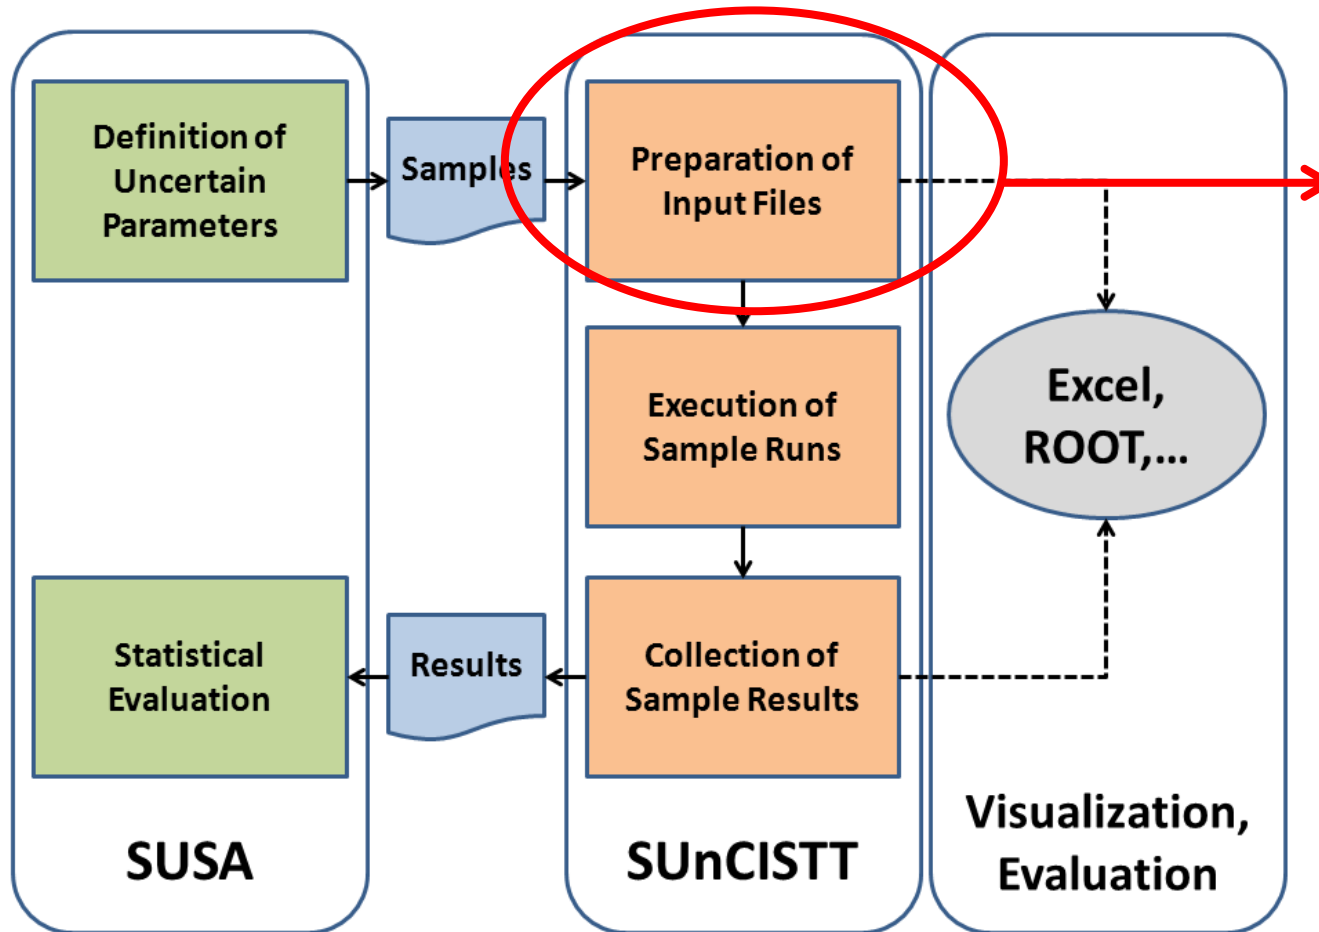 Definition of
Uncertain
Parameters
Samples
Preparation of
Input Files
Execution of
Sample Runs
Excel,
ROOT,...
Statistical
Evaluation
Results
Collection of
Sample Results
SUSA
SUnCISTT
Visualization,
Evaluation